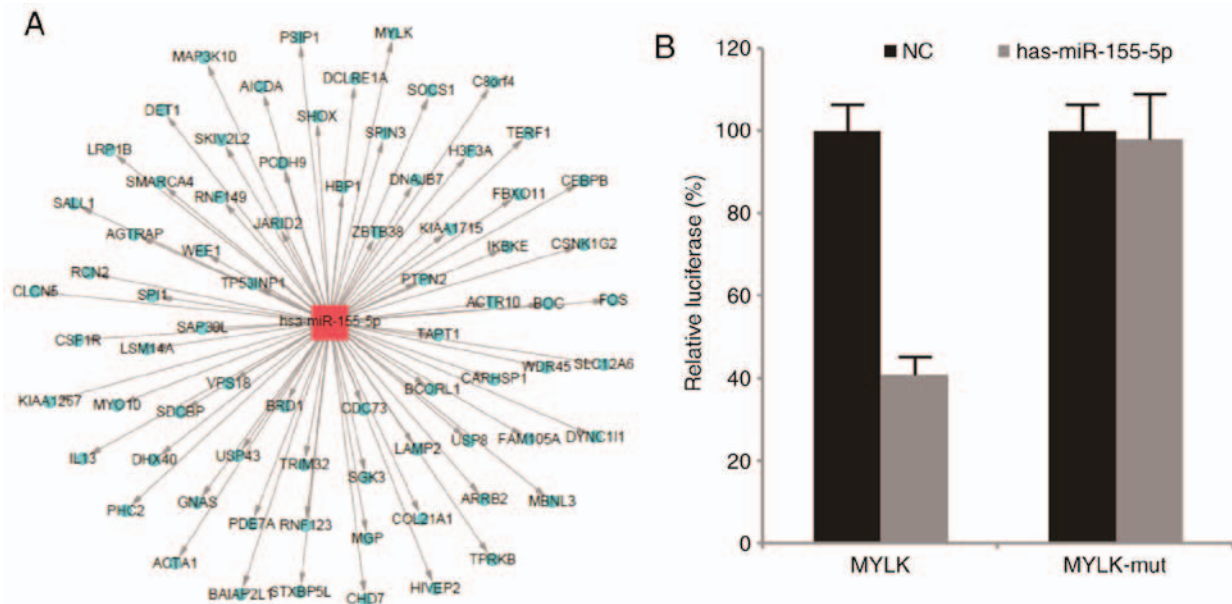 A
PSIP1
MYLK
MAP3K10
AICDA
DCLRE1A
SOCS1
C8orf4
DET1
SHOX
SKIV2L2
SPIN3
TERF1
LRP1B
PCDH9
H3F3A
SMARCA4
RNF149
HBP1
DNAJB7
FBXO11
CEBPB
SALL1
JARID2
ZBTB38
KIAA1715
AGTRAP
WEE1
IKBKE
CSNK1G2
RCN2
TP53INP1
PTPN2
CLCN5
SPI1
ACTR10
BOC
FOS
hsa-miR-155-5p
CSF1R
SAP30L
LSM14A
TAPT1
WDR45
SLC12A6
VPS18
CARHSP1
BCORL1
KIAA1267
MYO10
SDCBP
BRD1
CDC73
IL13
DHX40
USP43
TRIM32
LAMP2
USP8
FAM105A
DYNC1I1
SGK3
PHC2
GNAS
PDE7A
RNF123
COL21A1
ARRB2
MBNL3
MGP
ACTA1
TPRKB
BAIAP2L1
STXBP5L
CHD7
HIVEP2
B
NC
has-miR-155-5p
Relative luciferase (%)
120
100
80
60
40
20
0
MYLK
MYLK-mut